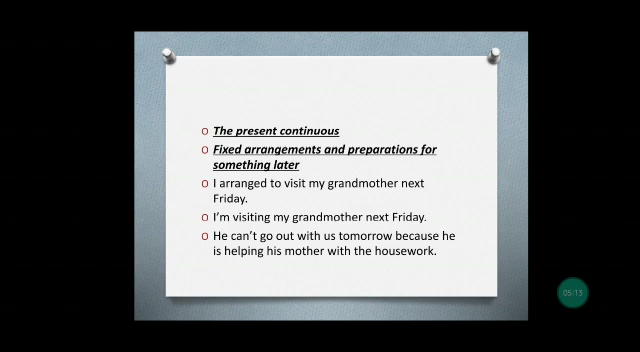 O The present continuous
O Fixed arrangements and preparations for
something later
O I arranged to visit my grandmother next
Friday.
O I'm visiting my grandmother next Friday.
O He can't go out with us tomorrow because he
is helping his mother with the housework.
05:13